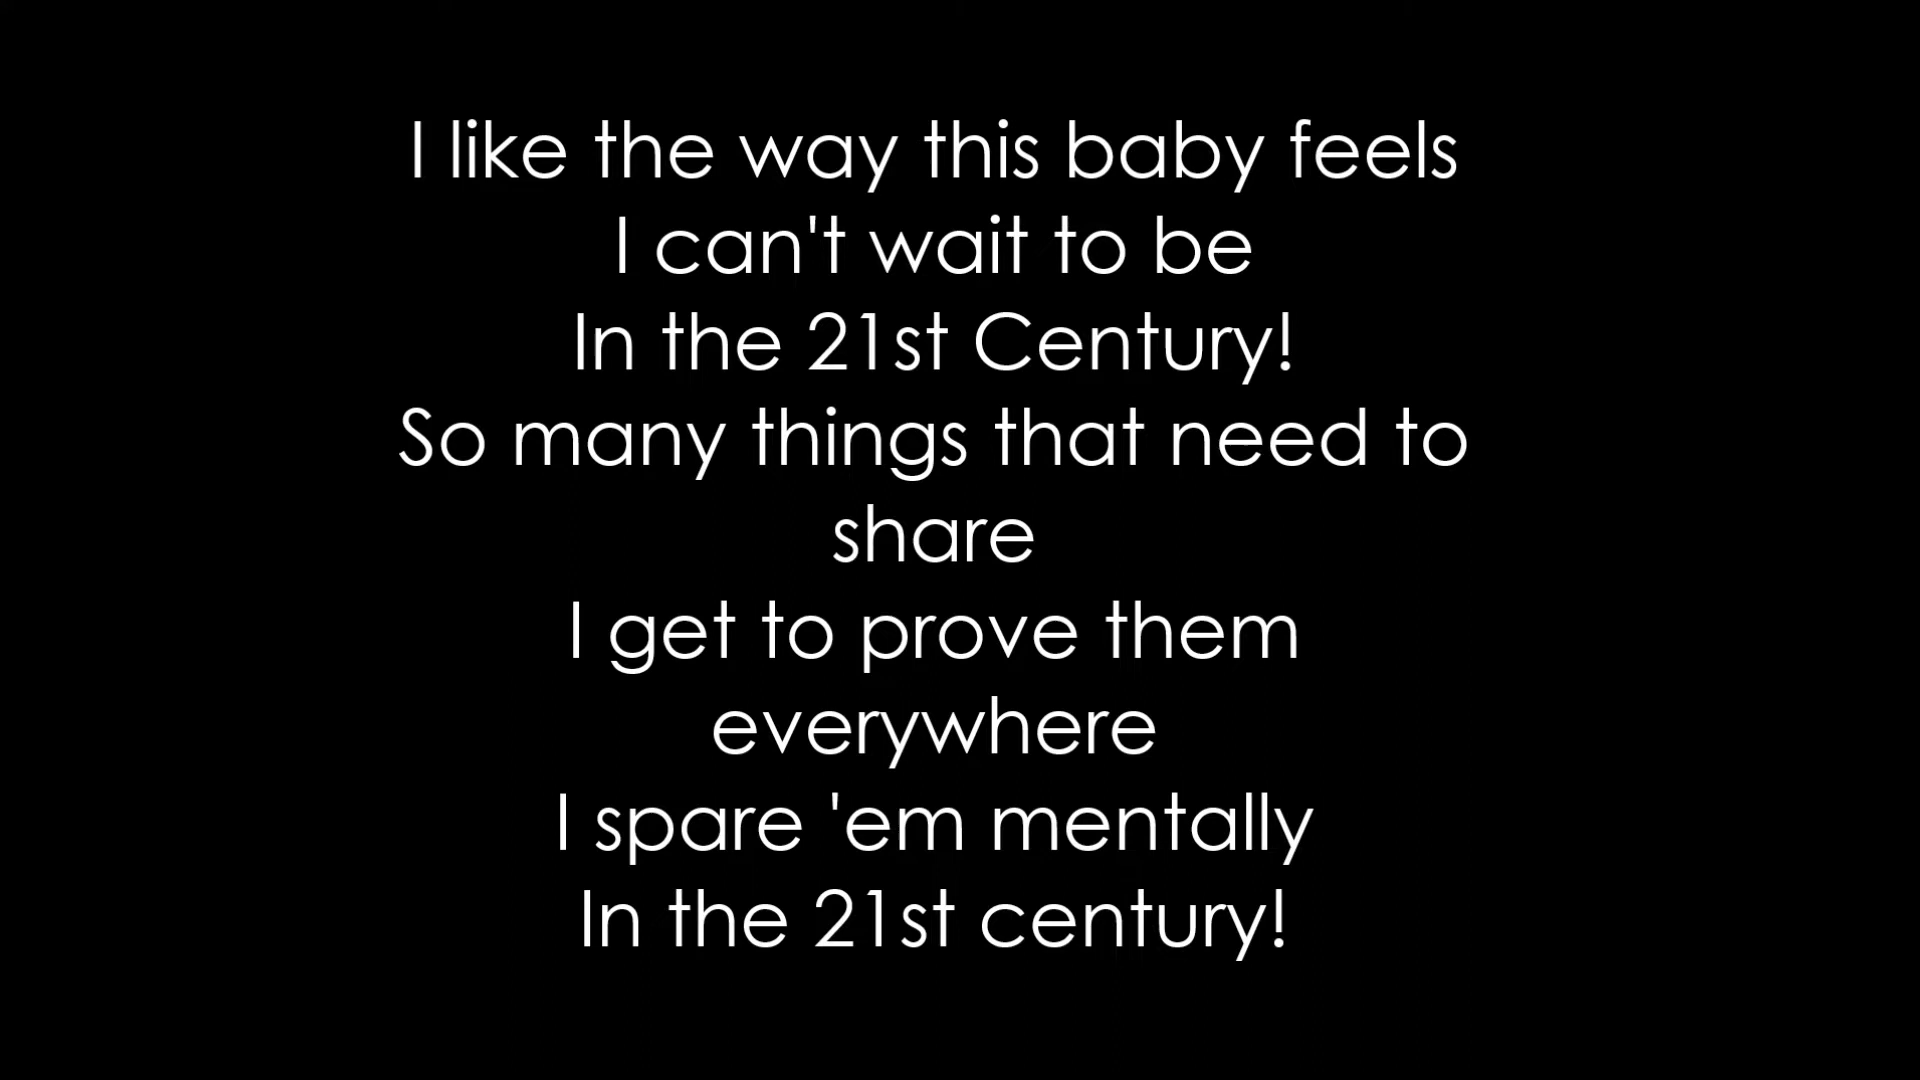 I like the way this baby feels
I can't wait to be
In the 21st Century!
So many things that need to
share
I get to prove them
everywhere
I spare 'em mentally
In the 21st century!